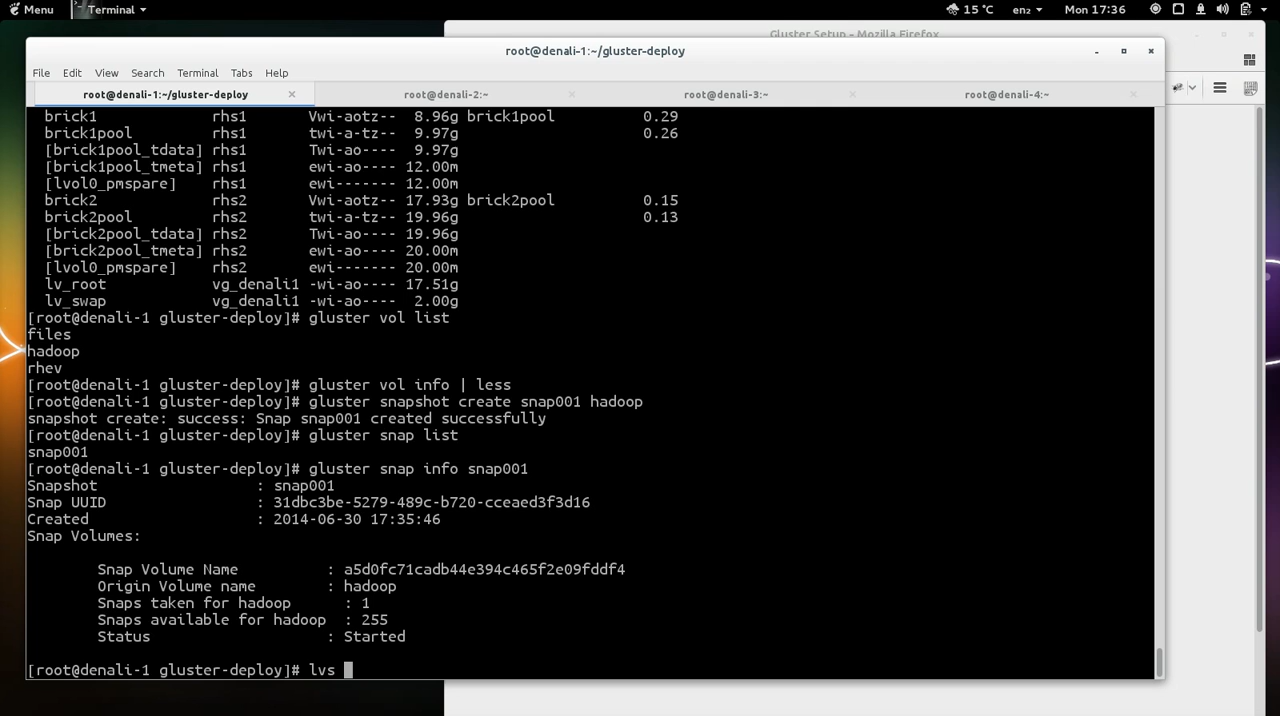 Menu Terminal 15 °C en₂ Mon 17:36
Gluster Setup - Mozilla Firefox
root@denali-1:~/gluster-deploy
File Edit View Search Terminal Tabs Help
root@denali-1:~/gluster-deploy root@denali-2:~ root@denali-3:~ root@denali-4:~
brick1 rhs1 Vwi-aotz-- 8.96g brick1pool 0.29
brick1pool rhs1 twi-a-tz-- 9.97g 0.26
[brick1pool_tdata] rhs1 Twi-ao---- 9.97g
[brick1pool_tmeta] rhs1 ewi-ao---- 12.00m
[lvol0_pmspare] rhs1 ewi------- 12.00m
brick2 rhs2 Vwi-aotz-- 17.93g brick2pool 0.15
brick2pool rhs2 twi-a-tz-- 19.96g 0.13
[brick2pool_tdata] rhs2 Twi-ao---- 19.96g
[brick2pool_tmeta] rhs2 ewi-ao---- 20.00m
[lvol0_pmspare] rhs2 ewi------- 20.00m
lv_root vg_denali1 -wi-ao---- 17.51g
lv_swap vg_denali1 -wi-ao---- 2.00g
[root@denali-1 gluster-deploy]# gluster vol list
files
hadoop
rhev
[root@denali-1 gluster-deploy]# gluster vol info | less
[root@denali-1 gluster-deploy]# gluster snapshot create snap001 hadoop
snapshot create: success: Snap snap001 created successfully
[root@denali-1 gluster-deploy]# gluster snap list
snap001
[root@denali-1 gluster-deploy]# gluster snap info snap001
Snapshot : snap001
Snap UUID : 31dbc3be-5279-489c-b720-cceaed3f3d16
Created : 2014-06-30 17:35:46
Snap Volumes:
Snap Volume Name : a5d0fc71cadb44e394c465f2e09fddf4
Origin Volume name : hadoop
Snaps taken for hadoop : 1
Snaps available for hadoop : 255
Status : Started
[root@denali-1 gluster-deploy]# lvs